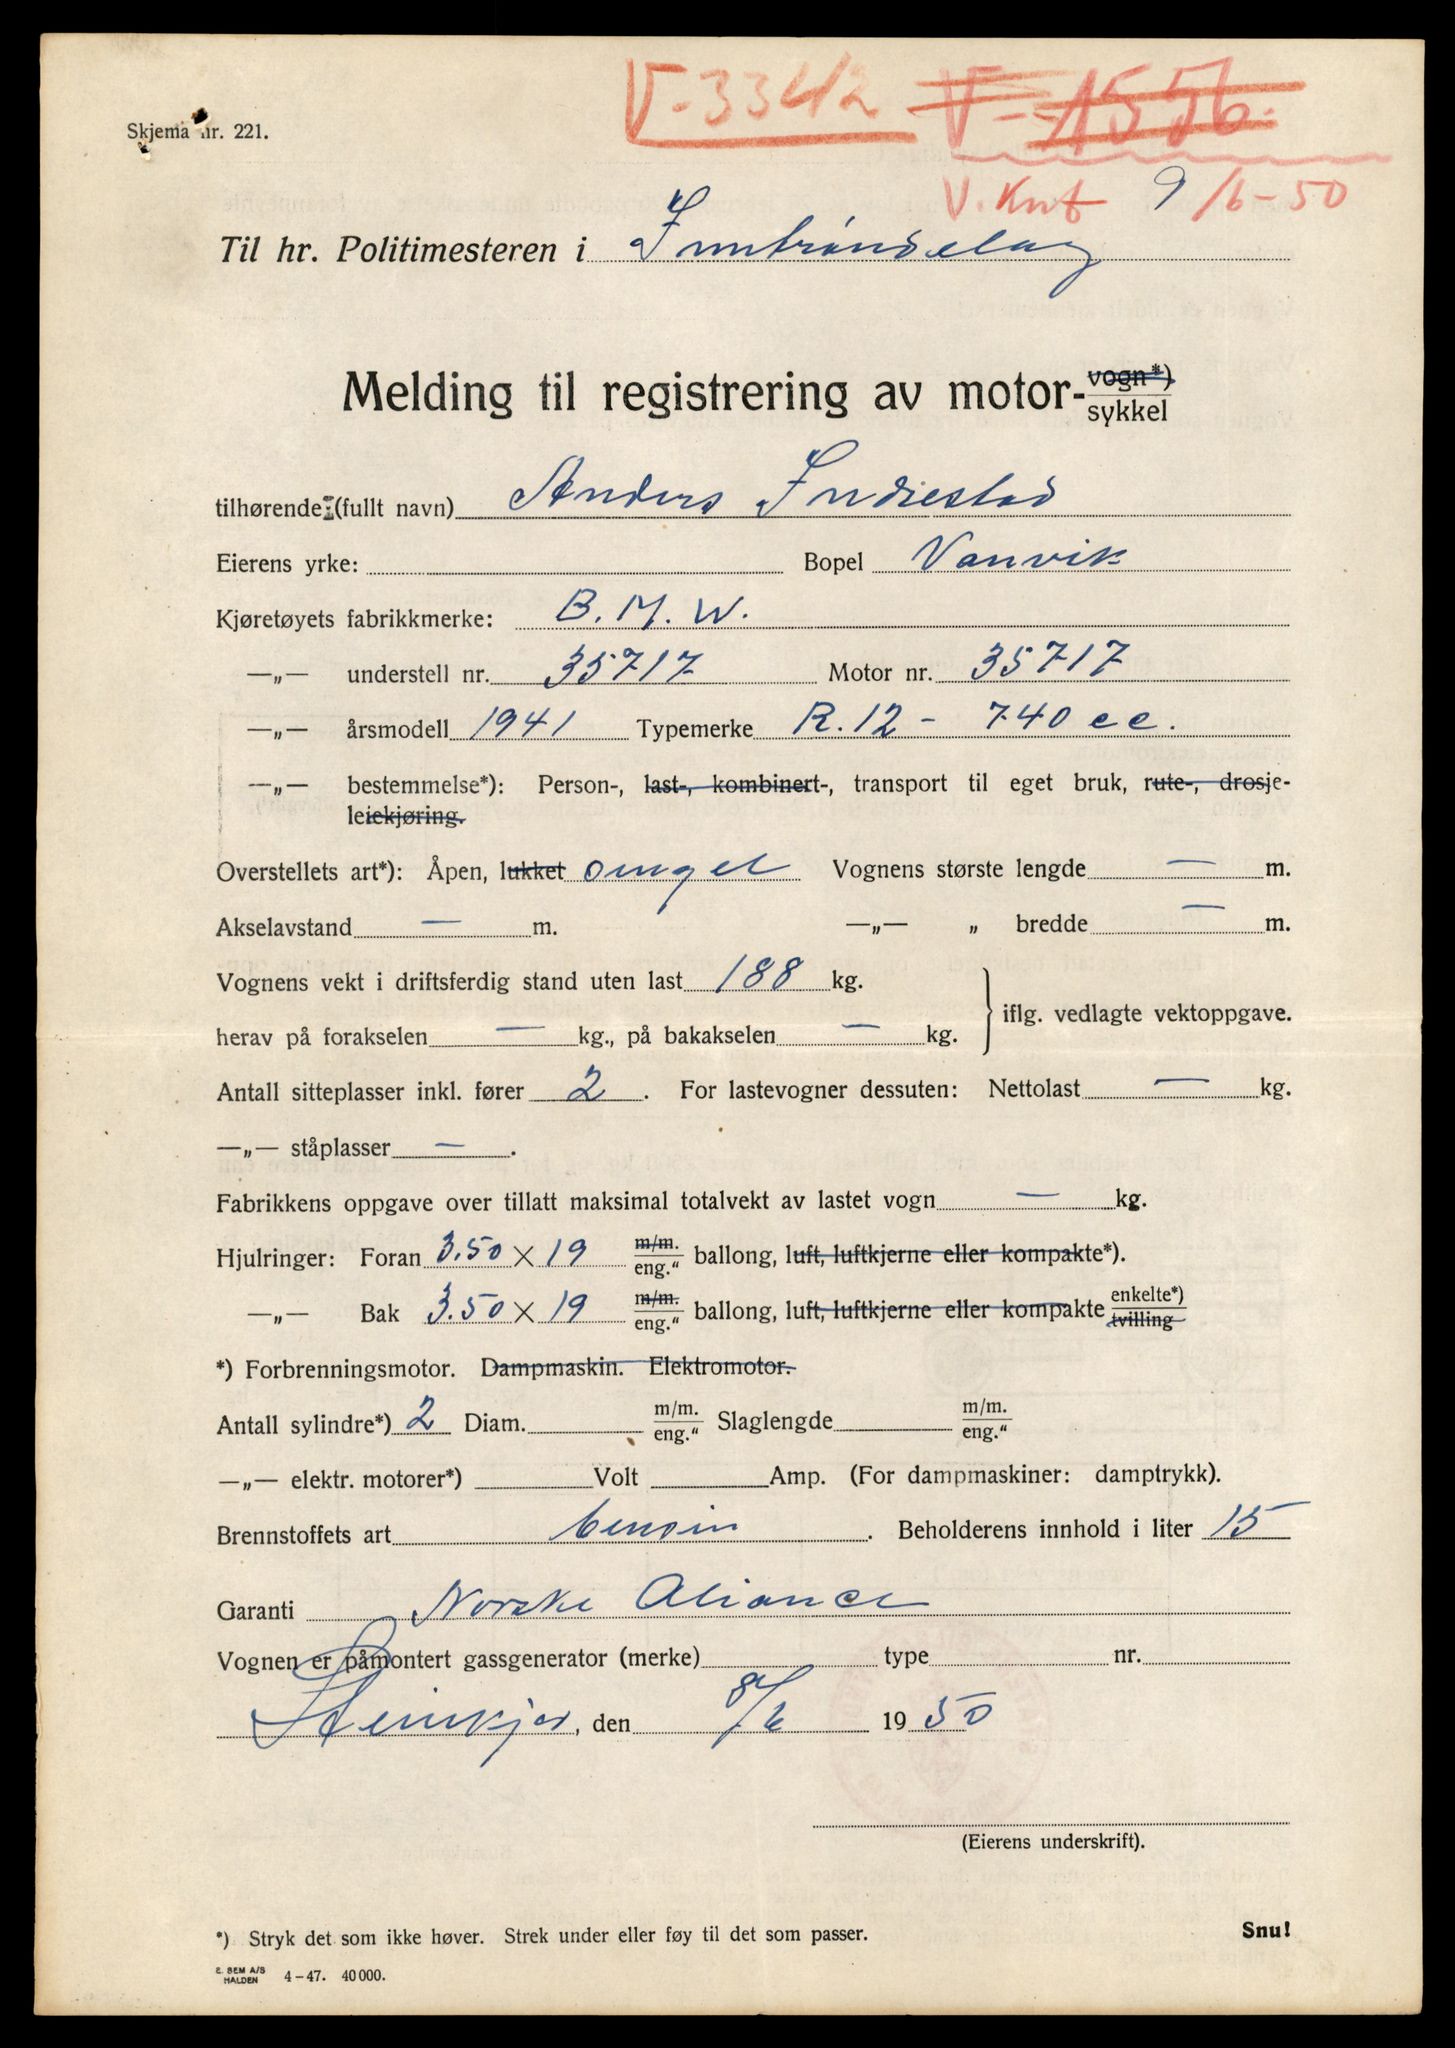 V-3342 V-1556.
Skjema nr. 221.
V. Knt 9/6-50
Til hr. Politimesteren i Inntrøndelag
Melding til registrering av motor- vogn*) sykkel
tilhørende: (fullt navn) Anders Indrestad
Eierens yrke: Bopel Vanvik
Kjøretøyets fabrikkmerke: B. M. W.
—„— understell nr. 35717 Motor nr. 35717
—„— årsmodell 1941 Typemerke R. 12 - 740 cc.
—„— bestemmelse*): Person-, last-, kombinert-, transport til eget bruk, rute-, drosje-
leiekjøring.
Overstellets art*): Åpen, lukket Vognens største lengde — m.
Akselavstand — m. —„— „ bredde — m.
Vognens vekt i driftsferdig stand uten last 188 kg.
iflg. vedlagte vektoppgave.
herav på forakselen — kg., på bakakselen — kg.
Antall sitteplasser inkl. fører 2. For lastevogner dessuten: Nettolast — kg.
—„— ståplasser —.
Fabrikkens oppgave over tillatt maksimal totalvekt av lastet vogn — kg.
Hjulringer: Foran 3.50 × 19 m/m. eng.“ ballong, luft, luftkjerne eller kompakte*).
—„— Bak 3.50 × 19 m/m. eng.“ ballong, luft, luftkjerne eller kompakte enkelte*) tvilling
*) Forbrenningsmotor. Dampmaskin. Elektromotor.
Antall sylindre*) 2 Diam. m/m. eng.“ Slaglengde m/m. eng.“
—„— elektr. motorer*) Volt Amp. (For dampmaskiner: damptrykk).
Brennstoffets art bensin. Beholderens innhold i liter 15
Garanti Norske Aliance
Vognen er påmontert gassgenerator (merke) type nr.
Steinkjer, den 8/6 1950
(Eierens underskrift).
*) Stryk det som ikke høver. Strek under eller føy til det som passer. Snu!
E. SEM A/S
HALDEN 4-47. 40 000.